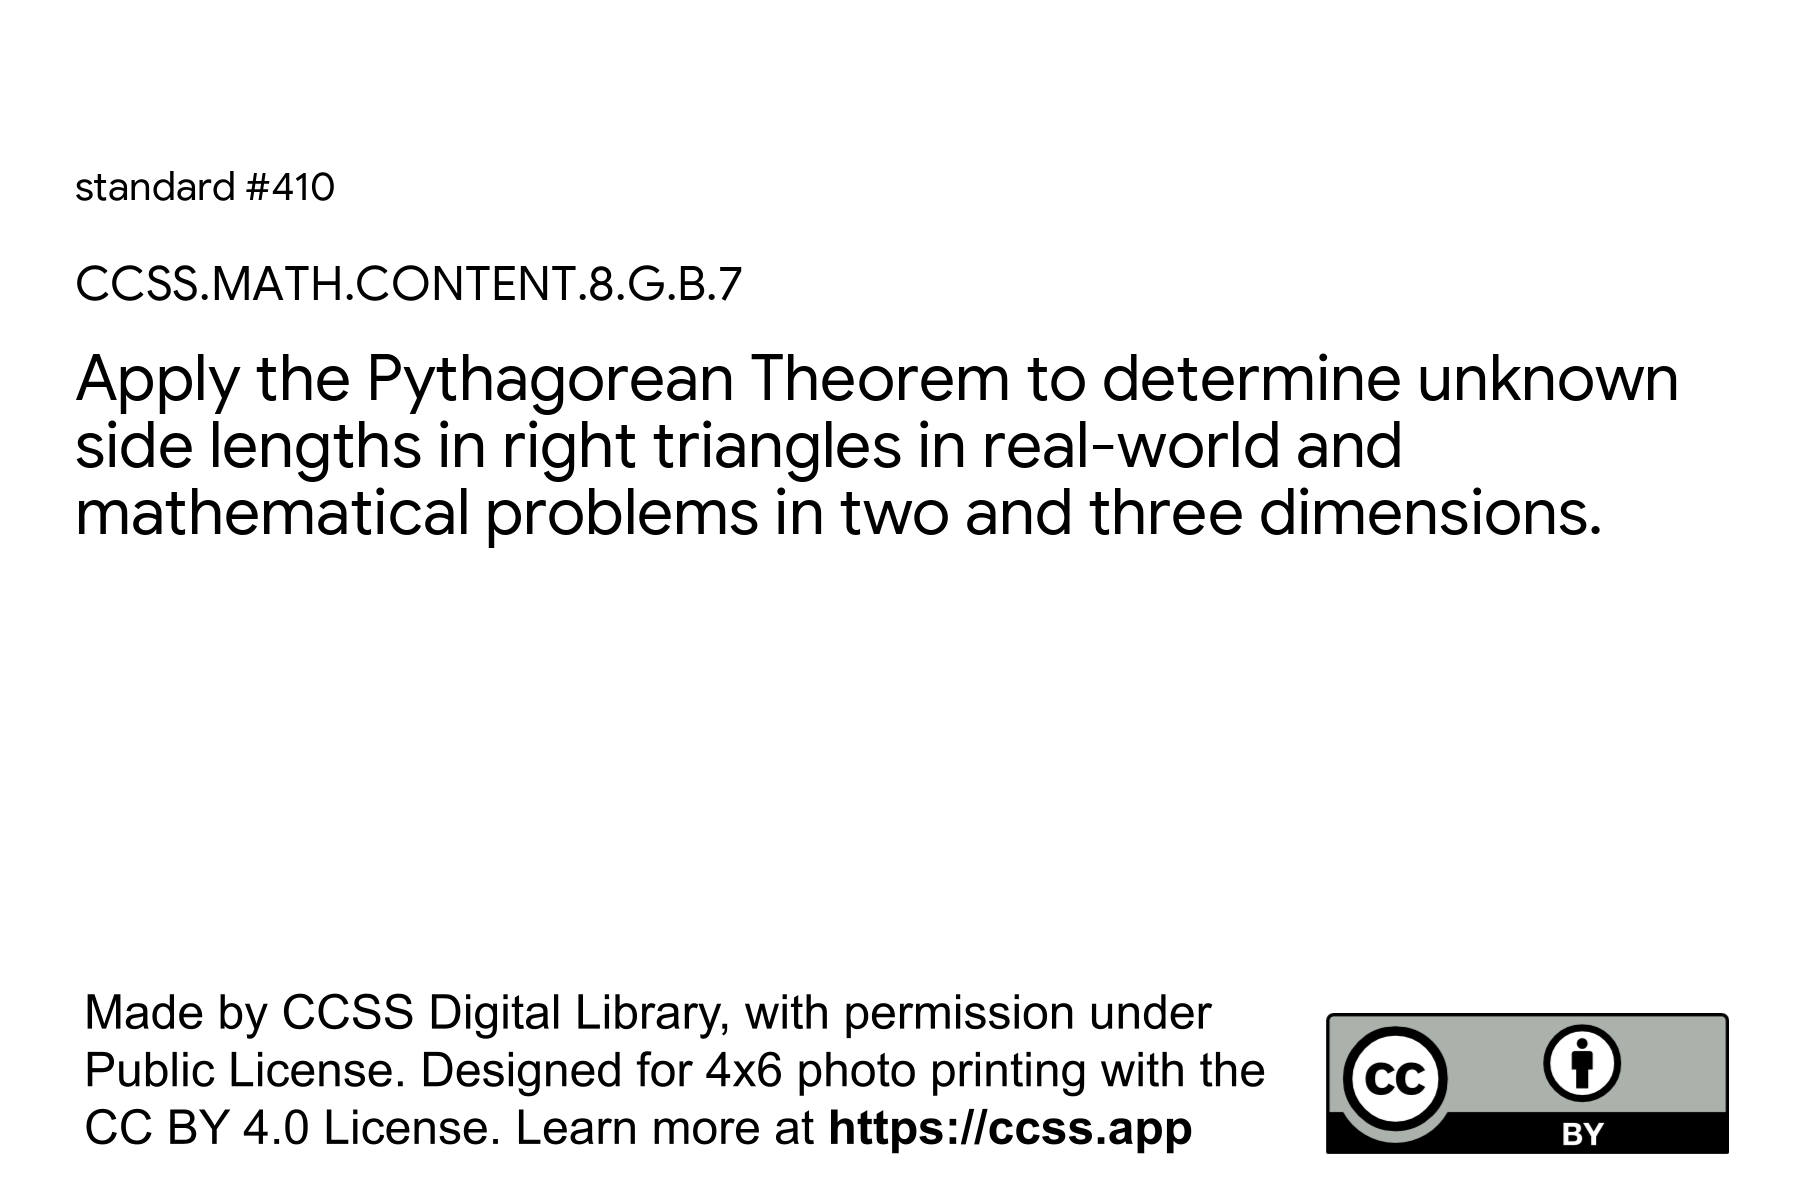 standard #410
CCSS.MATH.CONTENT.8.G.B.7
Apply the Pythagorean Theorem to determine unknown
side lengths in right triangles in real-world and
mathematical problems in two and three dimensions.
Made by CCSS Digital Library, with permission under
Public License. Designed for 4x6 photo printing with the
CC BY 4.0 License. Learn more at https://ccss.app
cc
BY